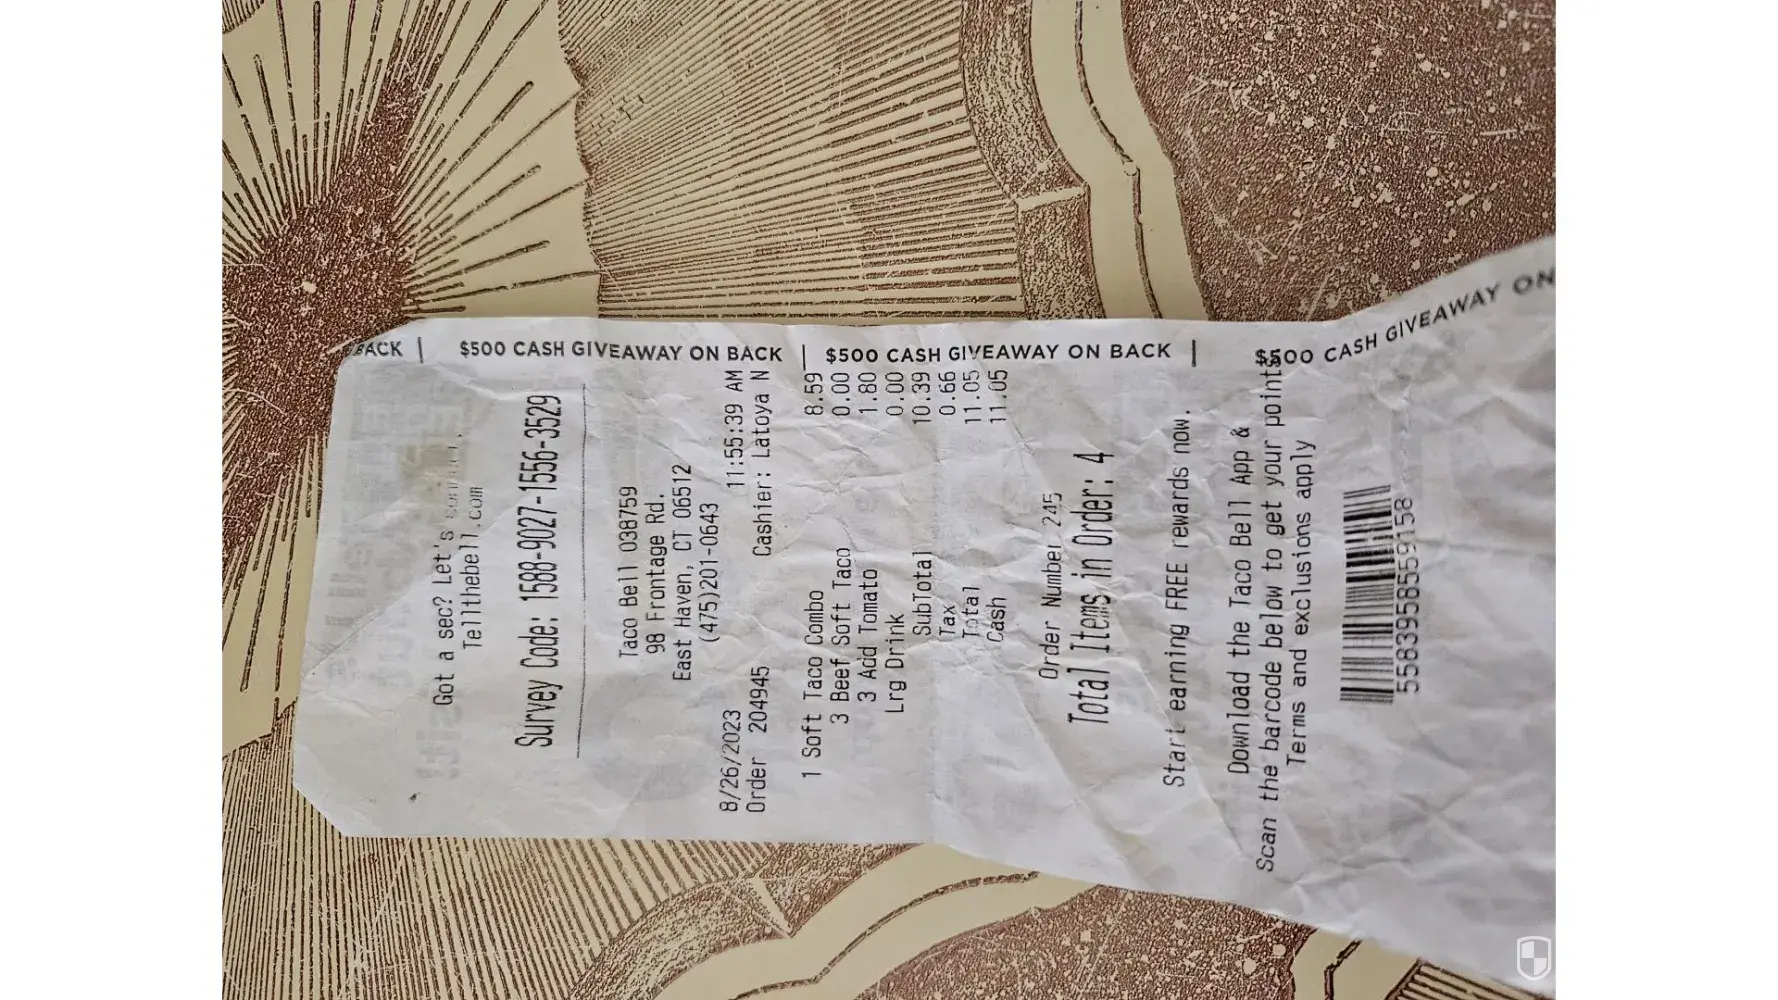 BACK | $500 CASH GIVEAWAY ON BACK | $500 CASH GIVEAWAY ON BACK | $500 CASH GIVEAWAY ON
Got a sec? Let's
Tellthebell.com
Survey Code: 1588-9027-1556-3529
Taco Bell 038759
98 Frontage Rd.
East Haven, CT 06512
(475)201-0643
8/26/2023 11:55:39 AM
Order 204945 Cashier: Latoya N
1 Soft Taco Combo 8.59
3 Beef Soft Taco 0.00
3 Add Tomato 1.80
Lrg Drink 0.00
SubTotal 10.39
Tax 0.66
Total 11.05
Cash 11.05
Order Number 245
Total Items in Order: 4
Start earning FREE rewards now.
Download the Taco Bell App &
Scan the barcode below to get your points
Terms and exclusions apply
5583958559158